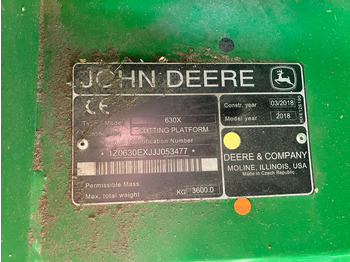 JOHN DEERE
CE
Constr. year 03/2018
Model year 2018
630X
CUTTING PLATFORM
Identification Number
*1Z0630EXJJJ053477*
DEERE & COMPANY
MOLINE, ILLINOIS, USA
Made in Czech Republic
Permissible Mass
Max. total weight KG 3600.0